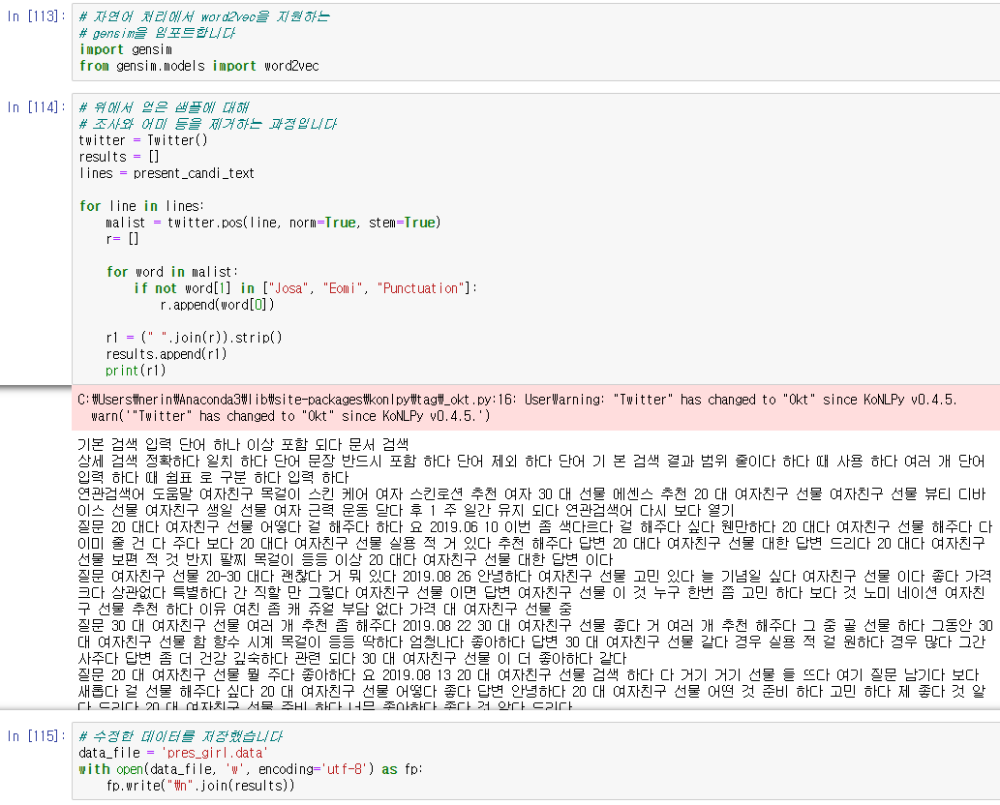 In [113]:
# 자연어 처리에서 word2vec을 지원하는
# gensim을 임포트합니다
import gensim
from gensim.models import word2vec
In [114]:
# 위에서 얻은 샘플에 대해
# 조사와 어미 등을 제거하는 과정입니다
twitter = Twitter()
results = []
lines = present_candi_text
for line in lines:
malist = twitter.pos(line, norm=True, stem=True)
r= []
for word in malist:
if not word[1] in ["Josa", "Eomi", "Punctuation"]:
r.append(word[0])
r1 = (" ".join(r)).strip()
results.append(r1)
print(r1)
C:₩Users₩nerin₩Anaconda3₩lib₩site-packages₩konlpy₩tag₩_okt.py:16: UserWarning: "Twitter" has changed to "Okt" since KoNLPy v0.4.5.
warn('"Twitter" has changed to "Okt" since KoNLPy v0.4.5.')
기본 검색 입력 단어 하나 이상 포함 되다 문서 검색
상세 검색 정확하다 일치 하다 단어 문장 반드시 포함 하다 단어 제외 하다 단어 기 본 검색 결과 범위 줄이다 하다 때 사용 하다 여러 개 단어
입력 하다 때 쉼표 로 구분 하다 입력 하다
연관검색어 도움말 여자친구 목걸이 스킨 케어 여자 스킨로션 추천 여자 30 대 선물 에센스 추천 20 대 여자친구 선물 여자친구 선물 뷰티 디바
이스 선물 여자친구 생일 선물 여자 근력 운동 달다 후 1 주 일간 유지 되다 연관검색어 다시 보다 열기
질문 20 대다 여자친구 선물 어떻다 걸 해주다 하다 요 2019.06 10 이번 좀 색다르다 걸 해주다 싶다 웬만하다 20 대다 여자친구 선물 해주다 다
이미 줄 건 다 주다 보다 20 대다 여자친구 선물 실용 적 거 있다 추천 해주다 답변 20 대다 여자친구 선물 대한 답변 드리다 20 대다 여자친구
선물 보편 적 것 반지 팔찌 목걸이 등등 이상 20 대다 여자친구 선물 대한 답변 이다
질문 여자친구 선물 20-30 대다 괜찮다 거 뭐 있다 2019.08 26 안녕하다 여자친구 선물 고민 있다 늘 기념일 싶다 여자친구 선물 이다 좋다 가격
크다 상관없다 특별하다 간 직할 만 그렇다 여자친구 선물 이면 답변 여자친구 선물 이 것 누구 한번 쯤 고민 하다 보다 것 노미 네이션 여자친
구 선물 추천 하다 이유 여친 좀 캐 쥬얼 부담 없다 가격 대 여자친구 선물 중
질문 30 대 여자친구 선물 여러 개 추천 좀 해주다 2019.08 22 30 대 여자친구 선물 좋다 거 여러 개 추천 해주다 그 중 골 선물 하다 그동안 30
대 여자친구 선물 함 향수 시계 목걸이 등등 딱하다 엄청나다 좋아하다 답변 30 대 여자친구 선물 같다 경우 실용 적 걸 원하다 경우 많다 그간
사주다 답변 좀 더 건강 깊숙하다 관련 되다 30 대 여자친구 선물 이 더 좋아하다 같다
질문 20 대 여자친구 선물 뭘 주다 좋아하다 요 2019.08 13 20 대 여자친구 선물 검색 하다 다 거기 거기 선물 들 뜨다 여기 질문 남기다 보다
새롭다 걸 선물 해주다 싶다 20 대 여자친구 선물 어떻다 좋다 답변 안녕하다 20 대 여자친구 선물 어떤 것 준비 하다 고민 하다 제 좋다 것 알
다 드리다 20 대 여자친구 선물 준비 하다 너무 좋아하다 좋다 것 알다 드리다
In [115]:
# 수정한 데이터를 저장했습니다
data_file = 'pres_girl.data'
with open(data_file, 'w', encoding='utf-8') as fp:
fp.write("₩n".join(results))